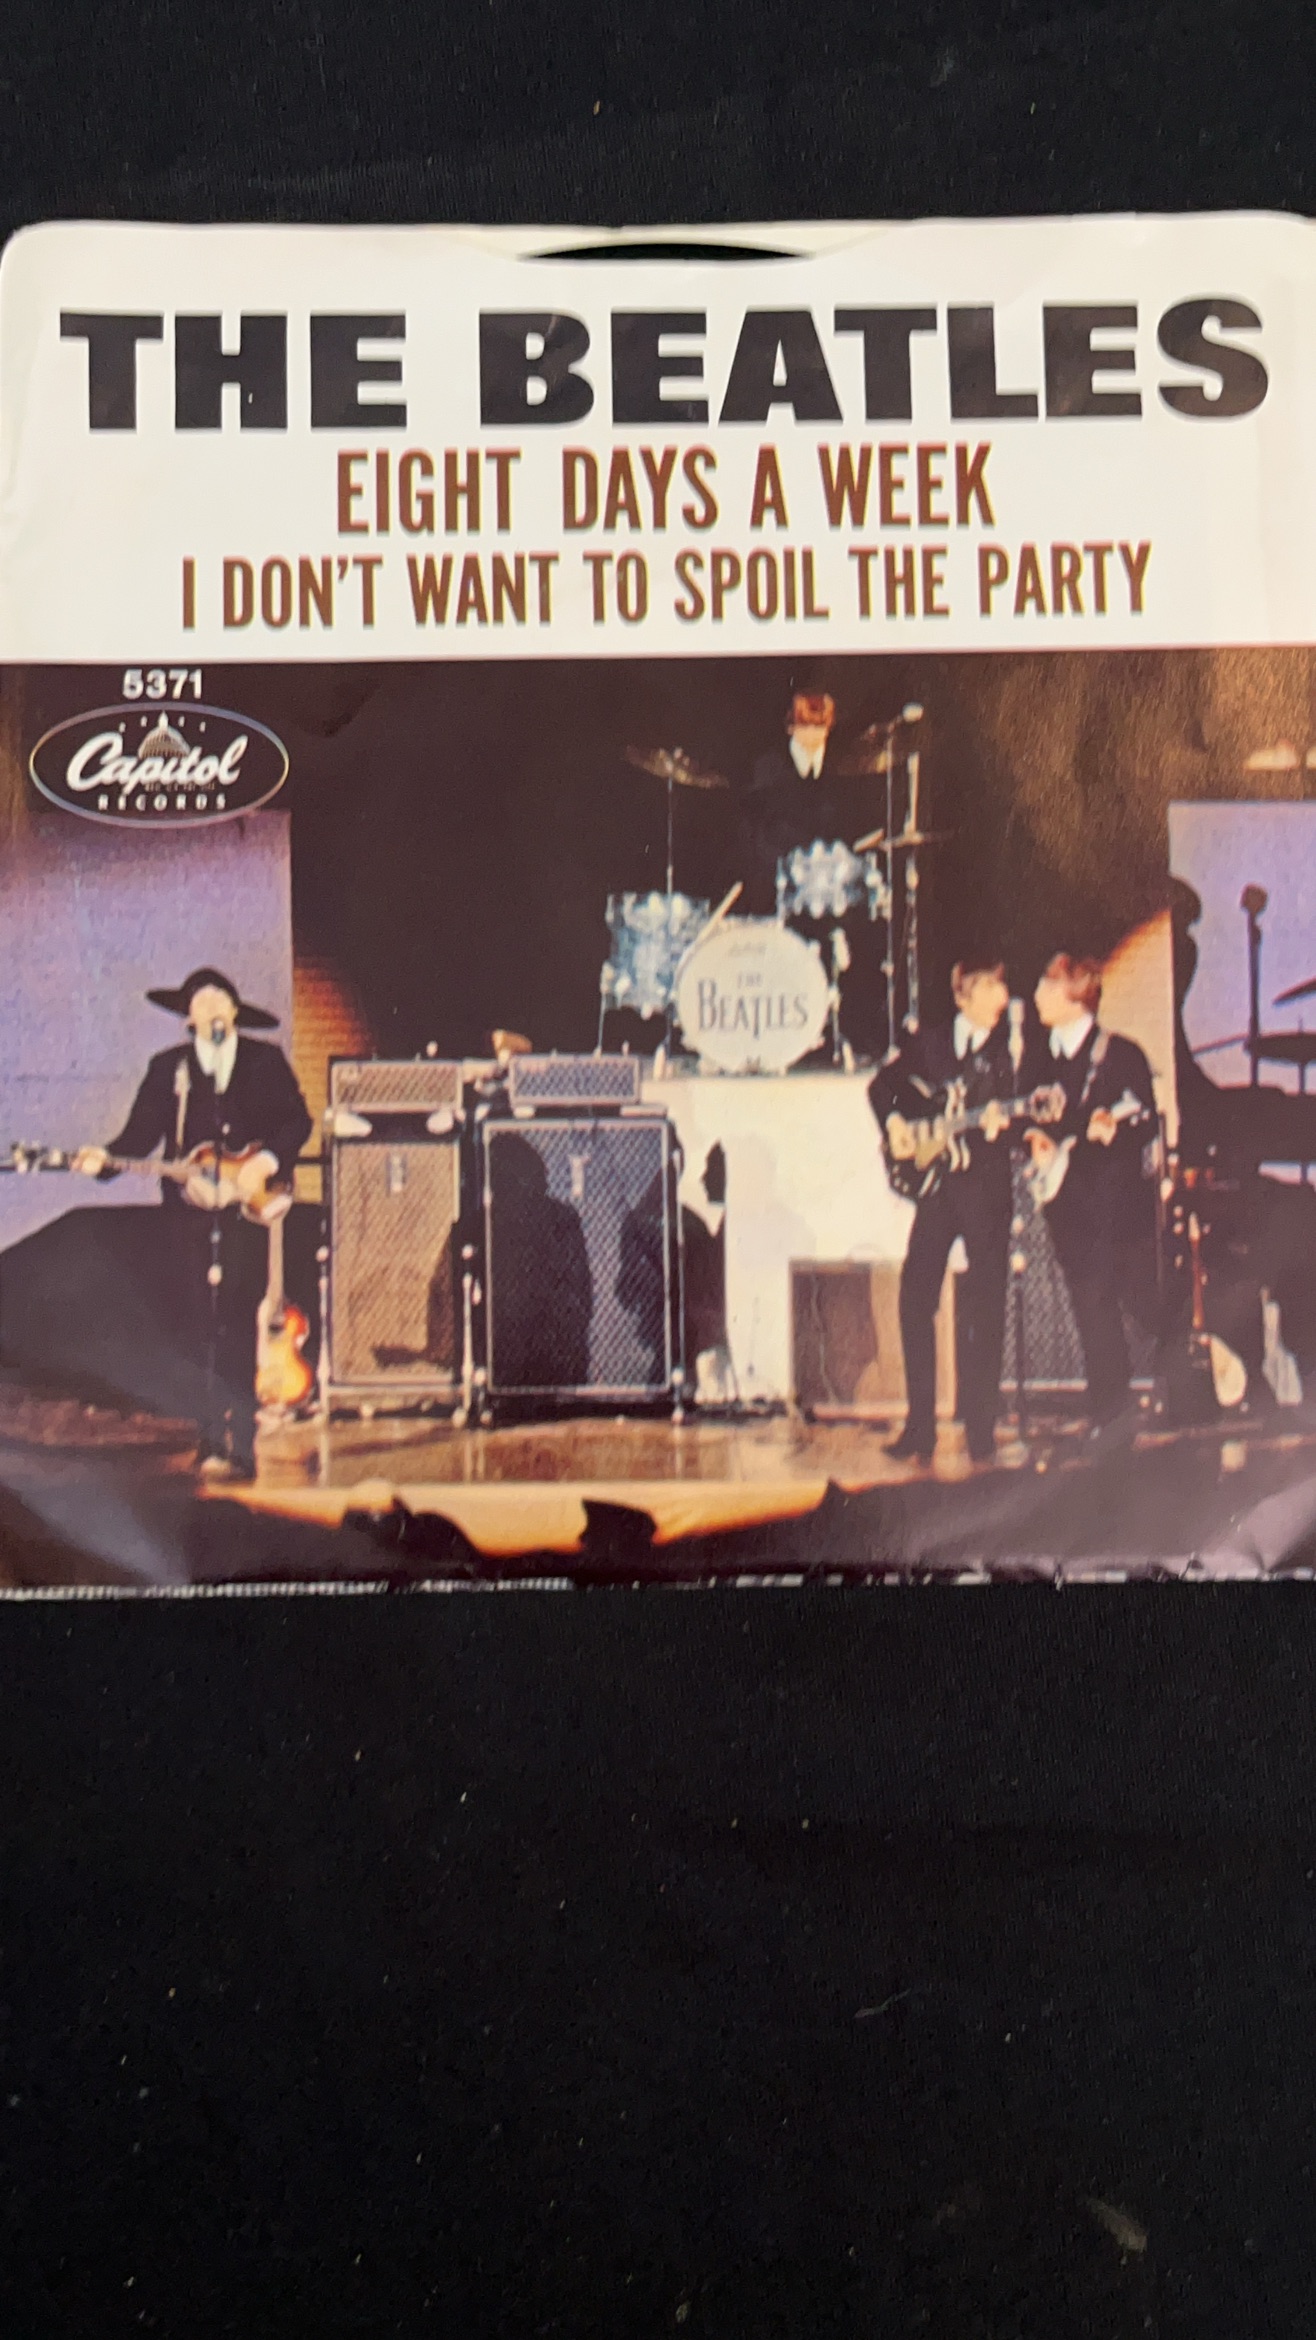 THE BEATLES
EIGHT DAYS A WEEK
I DON'T WANT TO SPOIL THE PARTY
5371
Capitol
RECORDS
THE
BEATLES